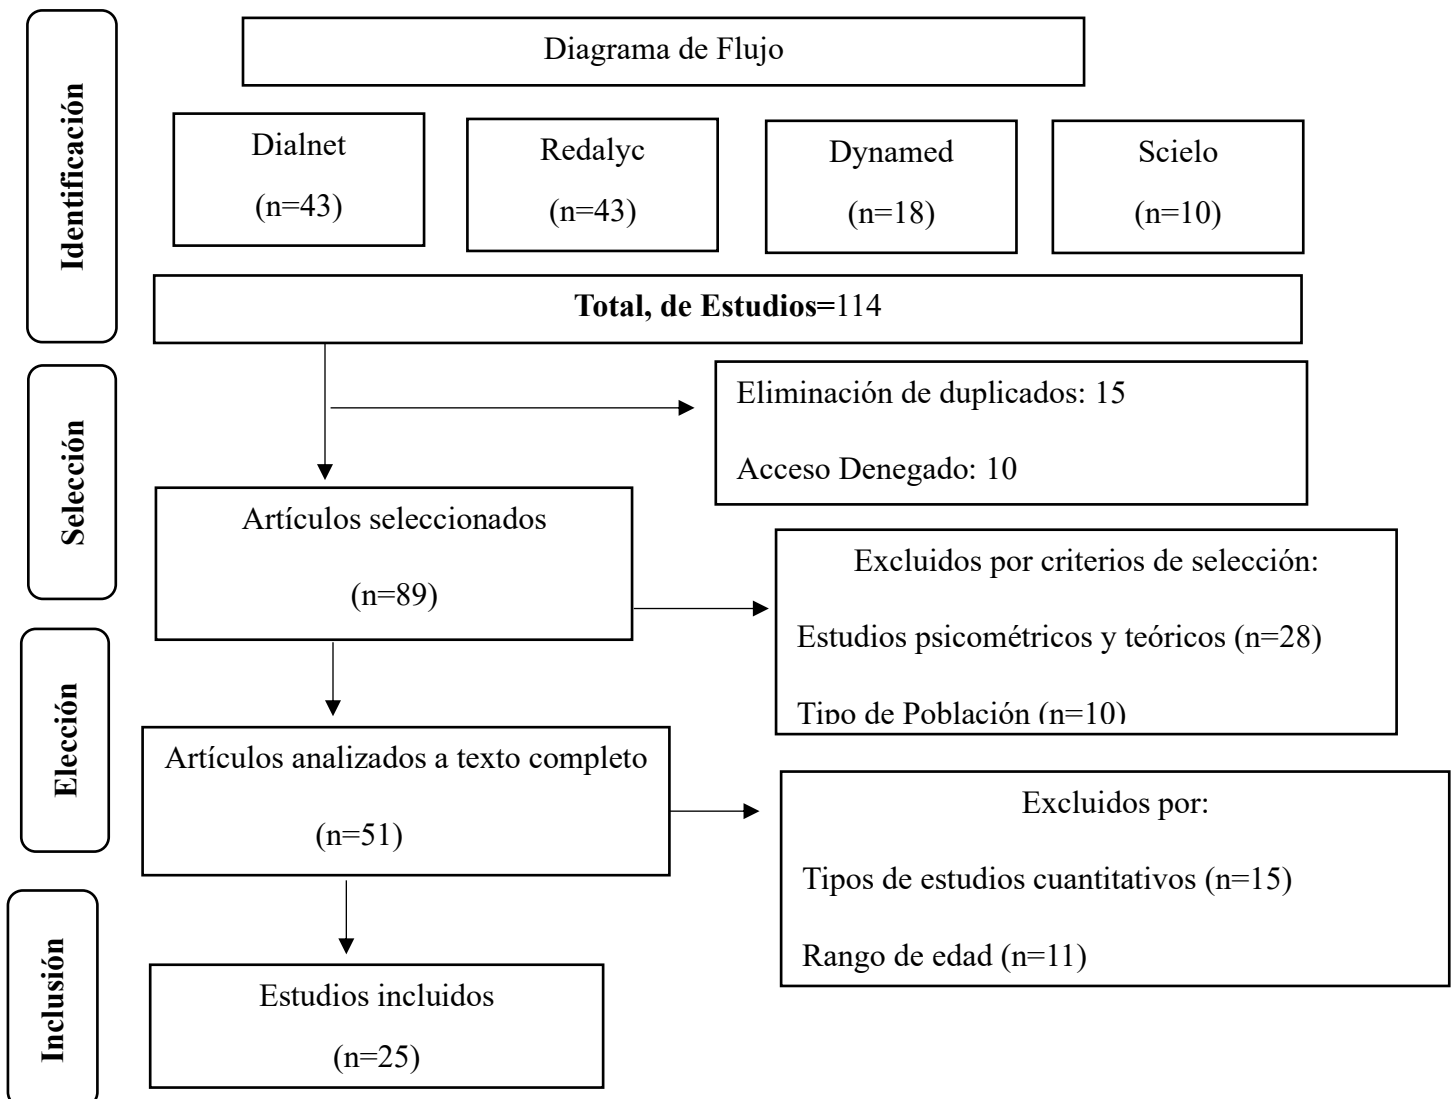 Identificación
Diagrama de Flujo
Dialnet
(n=43)
Redalyc
(n=43)
Dynamed
(n=18)
Scielo
(n=10)
Total, de Estudios=114
Selección
Eliminación de duplicados: 15
Acceso Denegado: 10
Artículos seleccionados
(n=89)
Excluidos por criterios de selección:
Estudios psicométricos y teóricos (n=28)
Tipo de Población (n=10)
Elección
Artículos analizados a texto completo
(n=51)
Excluidos por:
Tipos de estudios cuantitativos (n=15)
Rango de edad (n=11)
Inclusión
Estudios incluidos
(n=25)